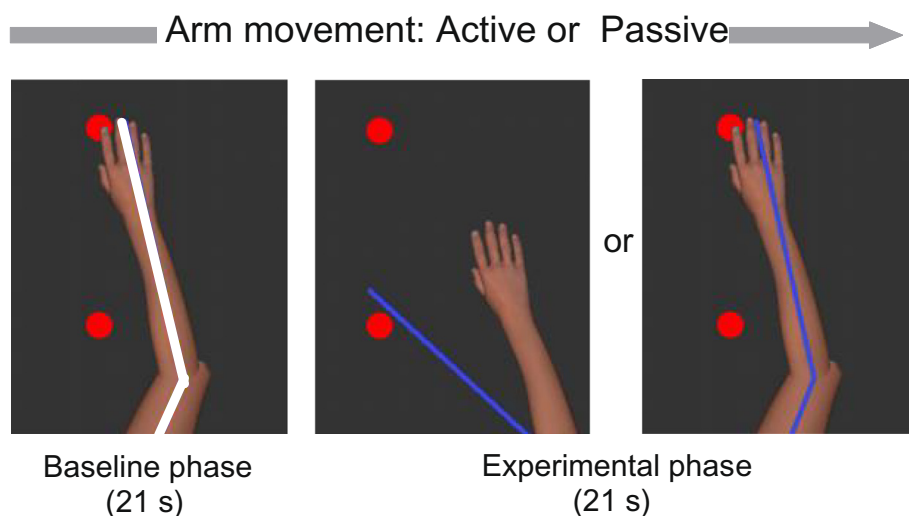 Arm movement: Active or Passive
or
Baseline phase
(21 s)
Experimental phase
(21 s)